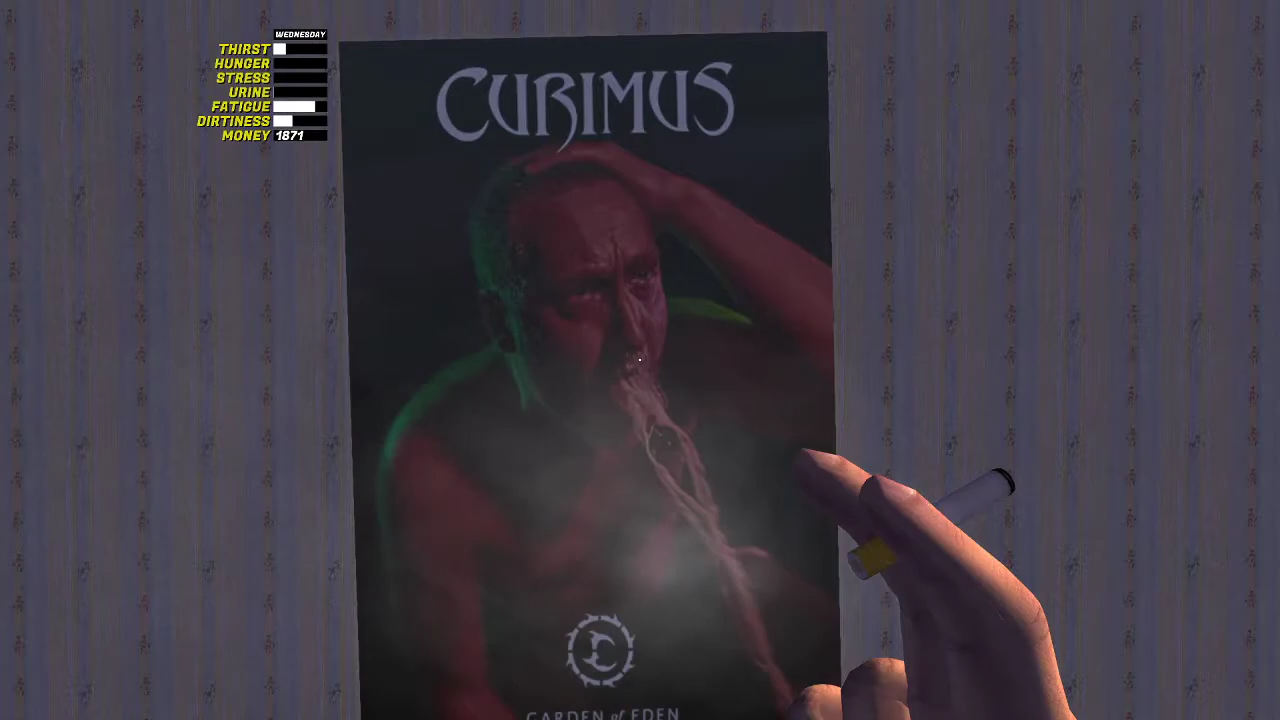 WEDNESDAY
THIRST
HUNGER
STRESS
URINE
FATIGUE
DIRTINESS
MONEY 1871
CURIMUS
GARDEN of EDEN